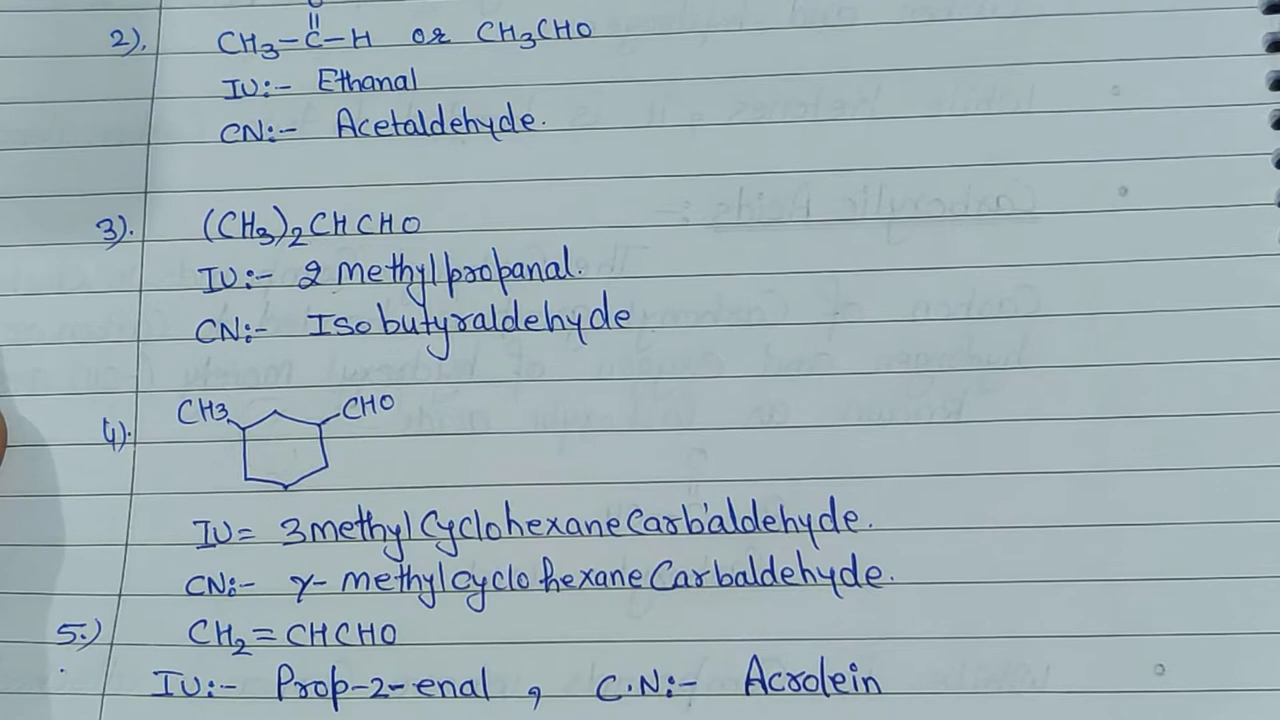 2). CH3-C-H or CH3CHO
IU:- Ethanal
CN:- Acetaldehyde.
3). (CH3)2CHCHO
IU:- 2 methylpropanal.
CN:- Isobutyraldehyde
4). CH3 CHO
IU= 3methylCyclohexaneCarbaldehyde.
CN:- γ- methylcyclohexaneCarbaldehyde.
5.) CH2=CHCHO
IU:- Prop-2-enal , C.N:- Acrolein